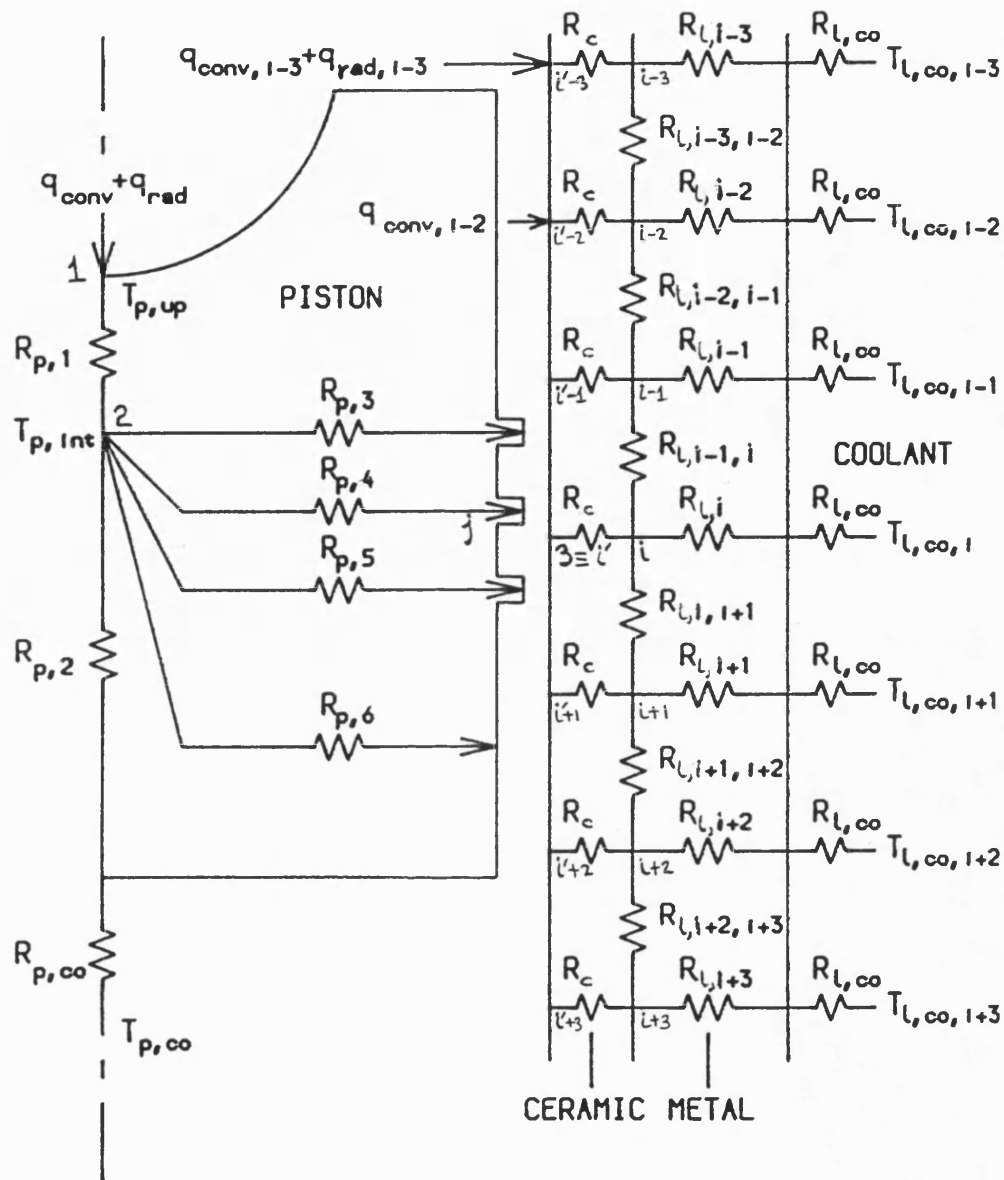 R_c R_l,i-3 R_l,co
q_conv,i-3+q_rad,i-3 i'-3 i-3 T_l,co,i-3
R_l,i-3,i-2
q_conv+q_rad R_c R_l,i-2 R_l,co
q_conv,i-2 i'-2 i-2 T_l,co,i-2
1
T_p,up PISTON R_l,i-2,i-1
R_p,1 R_c R_l,i-1 R_l,co
i'-1 i-1 T_l,co,i-1
R_p,3
T_p,int 2 R_l,i-1,i COOLANT
R_p,4 R_c R_l,i R_l,co
j
3≡i' i T_l,co,i
R_p,5
R_l,i,i+1
R_p,2 R_c R_l,i+1 R_l,co
R_p,6 i'+1 i+1 T_l,co,i+1
R_l,i+1,i+2
R_c R_l,i+2 R_l,co
i'+2 i+2 T_l,co,i+2
R_l,i+2,i+3
R_p,co R_c R_l,i+3 R_l,co
i'+3 i+3 T_l,co,i+3
T_p,co
CERAMIC METAL